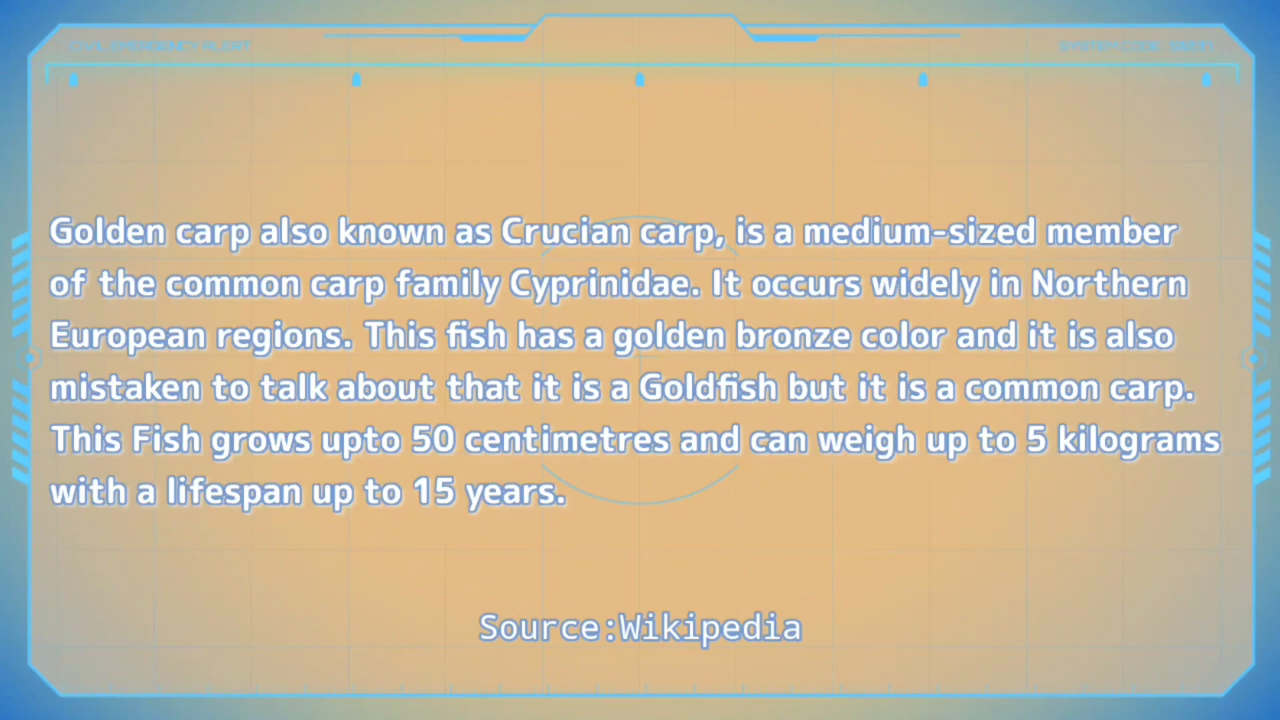 Golden carp also known as Crucian carp, is a medium-sized member
of the common carp family Cyprinidae. It occurs widely in Northern
European regions. This fish has a golden bronze color and it is also
mistaken to talk about that it is a Goldfish but it is a common carp.
This Fish grows upto 50 centimetres and can weigh up to 5 kilograms
with a lifespan up to 15 years.
Source:Wikipedia